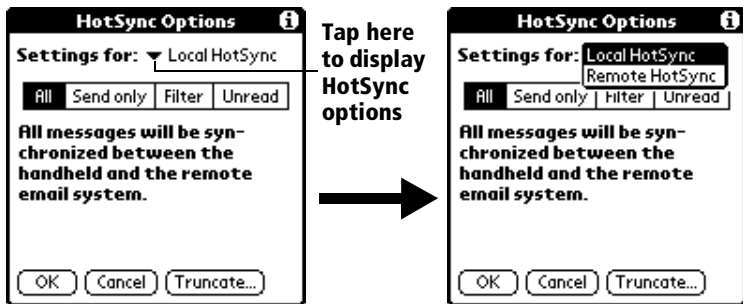 HotSync Options i
Settings for: Local HotSync
All Send only Filter Unread
All messages will be syn-
chronized between the
handheld and the remote
email system.
OK Cancel Truncate...
Tap here
to display
HotSync
options
HotSync Options i
Settings for: Local HotSync
Remote HotSync
All Send only Filter Unread
All messages will be syn-
chronized between the
handheld and the remote
email system.
OK Cancel Truncate...